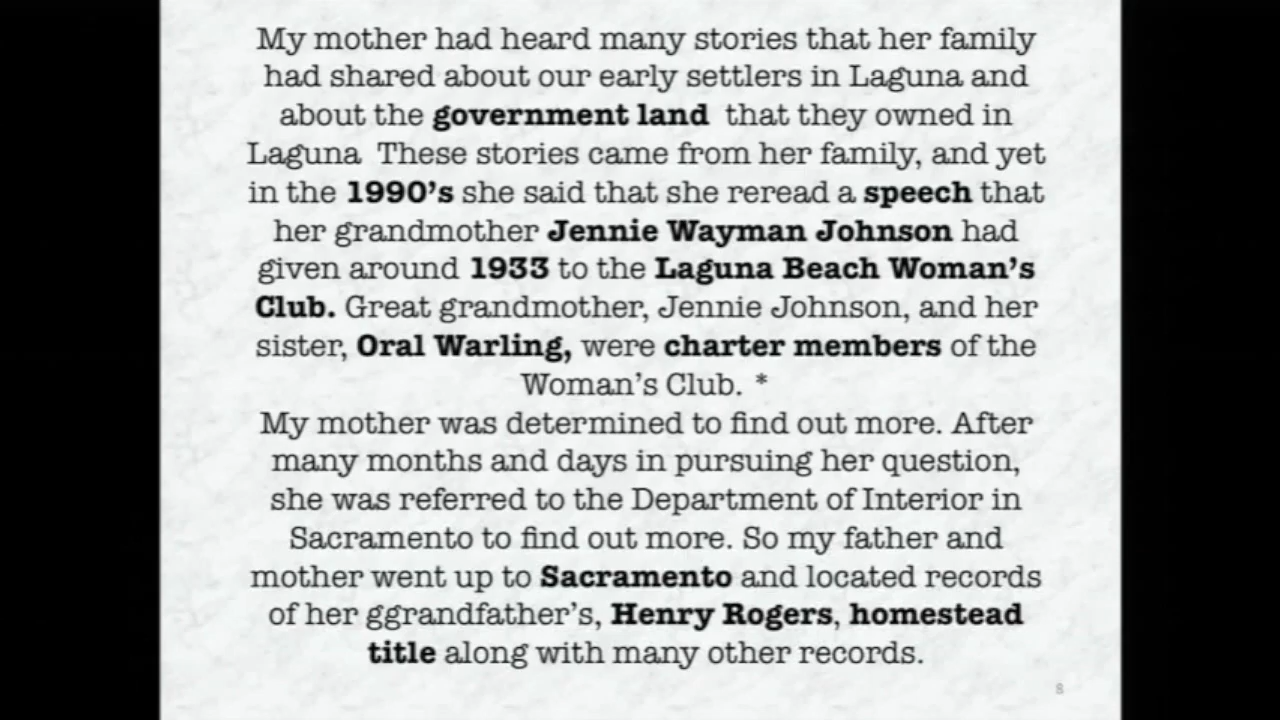 My mother had heard many stories that her family
had shared about our early settlers in Laguna and
about the government land that they owned in
Laguna These stories came from her family, and yet
in the 1990’s she said that she reread a speech that
her grandmother Jennie Wayman Johnson had
given around 1933 to the Laguna Beach Woman’s
Club. Great grandmother, Jennie Johnson, and her
sister, Oral Warling, were charter members of the
Woman’s Club. *
My mother was determined to find out more. After
many months and days in pursuing her question,
she was referred to the Department of Interior in
Sacramento to find out more. So my father and
mother went up to Sacramento and located records
of her ggrandfather’s, Henry Rogers, homestead
title along with many other records.
8